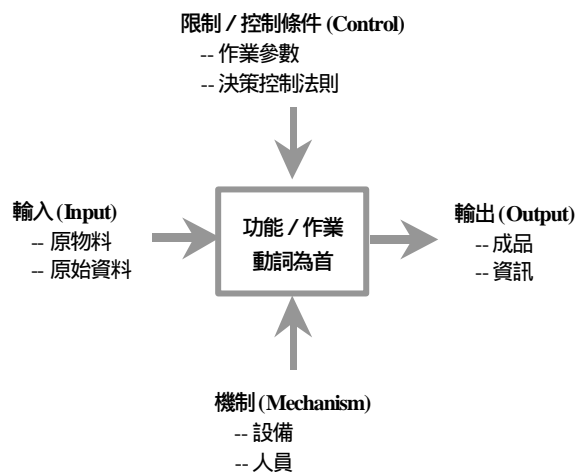 限制 / 控制條件 (Control)
-- 作業參數
-- 決策控制法則
輸入 (Input)
-- 原物料
-- 原始資料
功能 / 作業
動詞為首
輸出 (Output)
-- 成品
-- 資訊
機制 (Mechanism)
-- 設備
-- 人員